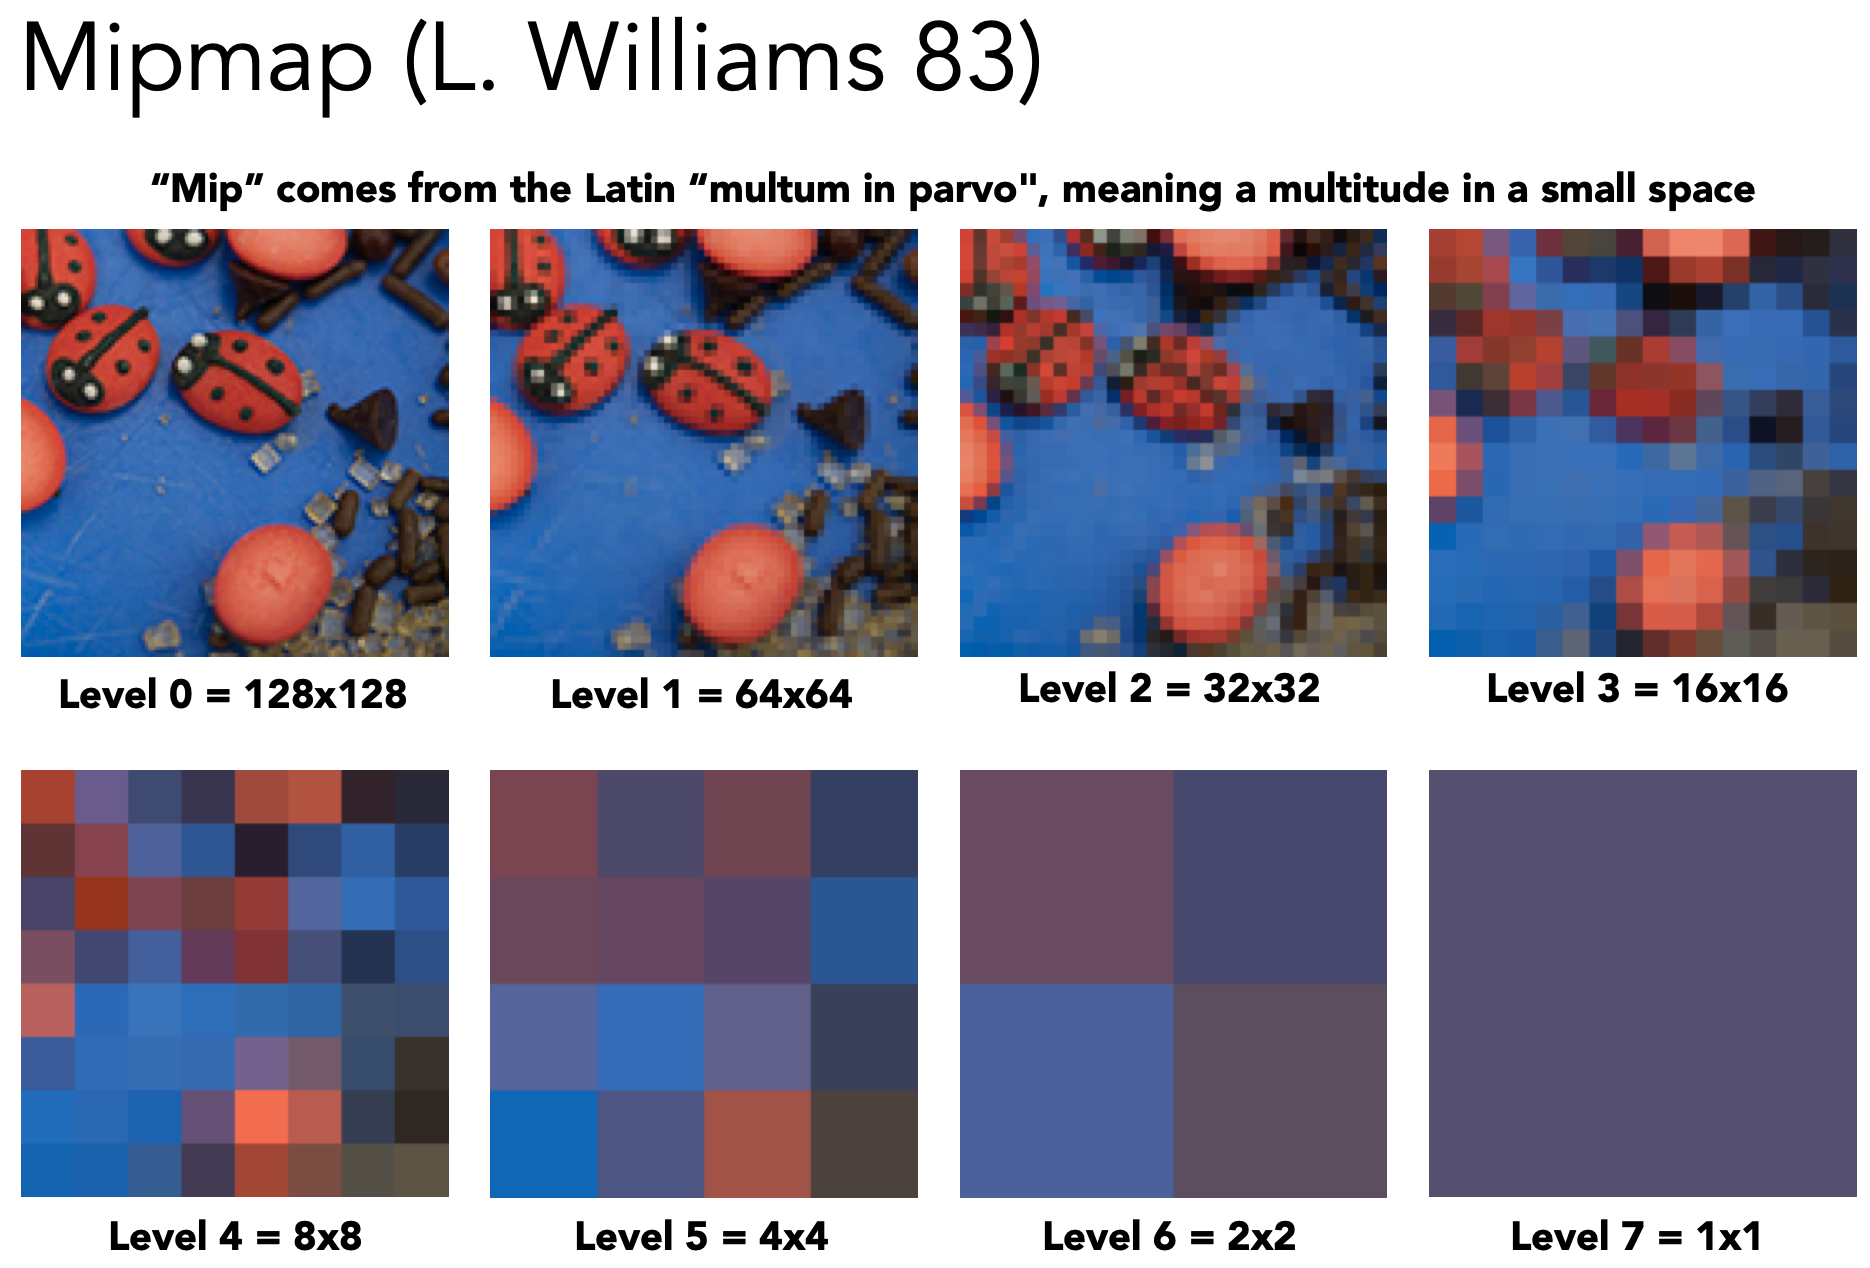 Mipmap (L. Williams 83)
“Mip” comes from the Latin “multum in parvo", meaning a multitude in a small space
Level 0 = 128x128
Level 1 = 64x64
Level 2 = 32x32
Level 3 = 16x16
Level 4 = 8x8
Level 5 = 4x4
Level 6 = 2x2
Level 7 = 1x1